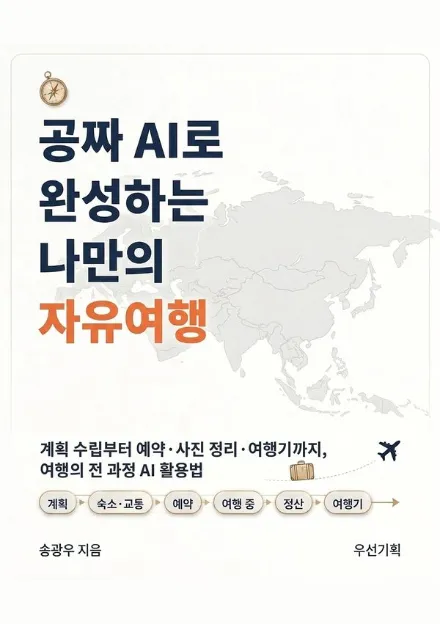 공짜 AI로
완성하는
나만의
자유여행
계획 수립부터 예약·사진 정리·여행기까지,
여행의 전 과정 AI 활용법
계획
숙소·교통
예약
여행 중
정산
여행기
송광우 지음
우선기획